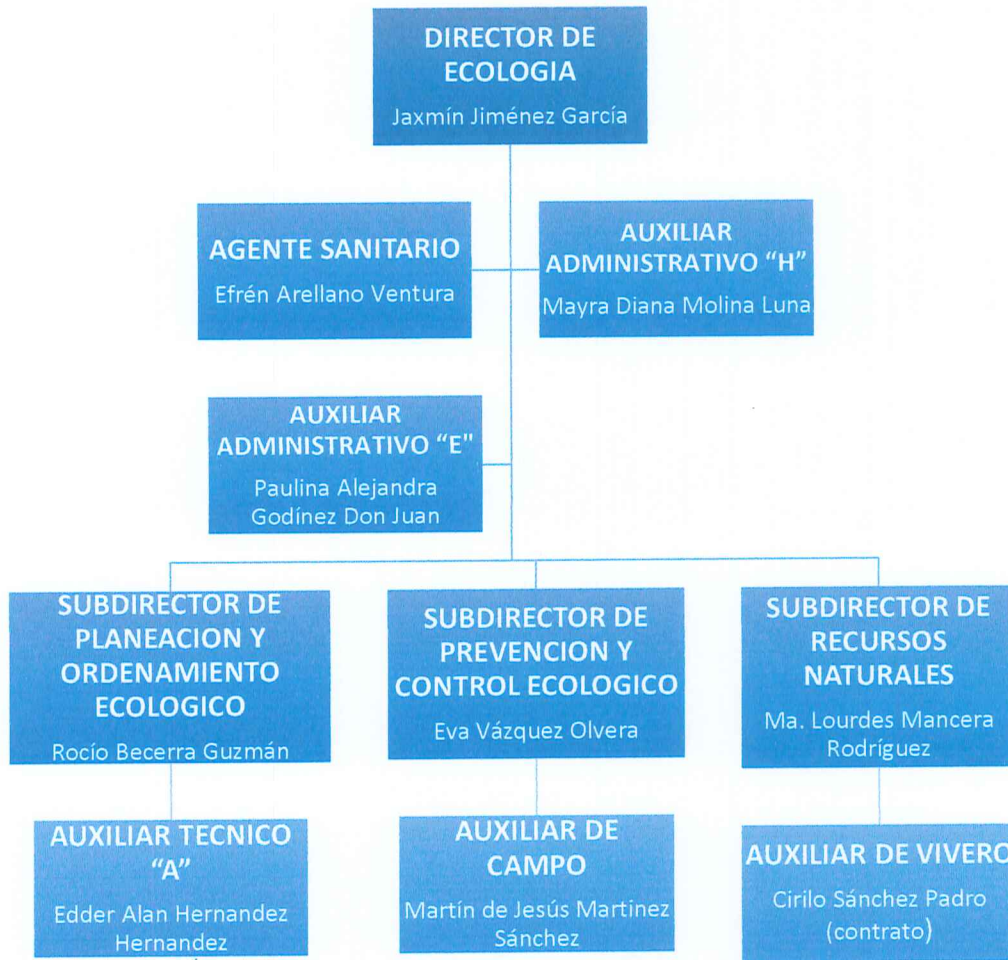 DIRECTOR DE
ECOLOGIA
Jaxmín Jiménez García
AGENTE SANITARIO
Efrén Arellano Ventura
AUXILIAR
ADMINISTRATIVO “H”
Mayra Diana Molina Luna
AUXILIAR
ADMINISTRATIVO “E"
Paulina Alejandra
Godínez Don Juan
SUBDIRECTOR DE
PLANEACION Y
ORDENAMIENTO
ECOLOGICO
Rocío Becerra Guzmán
SUBDIRECTOR DE
PREVENCION Y
CONTROL ECOLOGICO
Eva Vázquez Olvera
SUBDIRECTOR DE
RECURSOS
NATURALES
Ma. Lourdes Mancera
Rodríguez
AUXILIAR TECNICO
“A”
Edder Alan Hernandez
Hernandez
AUXILIAR DE
CAMPO
Martín de Jesús Martinez
Sánchez
AUXILIAR DE VIVERO
Cirilo Sánchez Padro
(contrato)